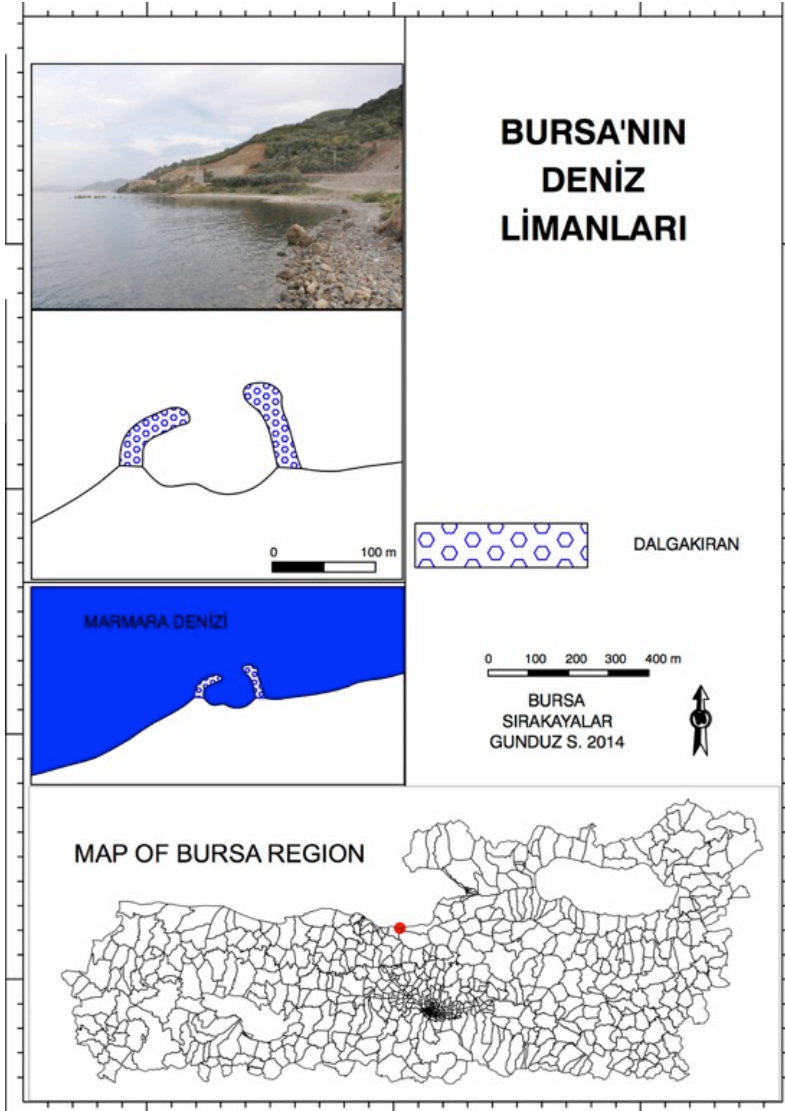 BURSA'NIN
DENİZ
LİMANLARI
0 100 m
DALGAKIRAN
MARMARA DENİZİ
0 100 200 300 400 m
BURSA
SIRAKAYALAR
GUNDUZ S. 2014
MAP OF BURSA REGION